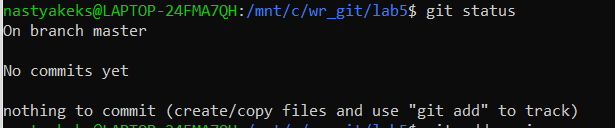 nastyakeks@LAPTOP-24FMA7QH:/mnt/c/wr_git/lab5$ git status
On branch master
No commits yet
nothing to commit (create/copy files and use "git add" to track)